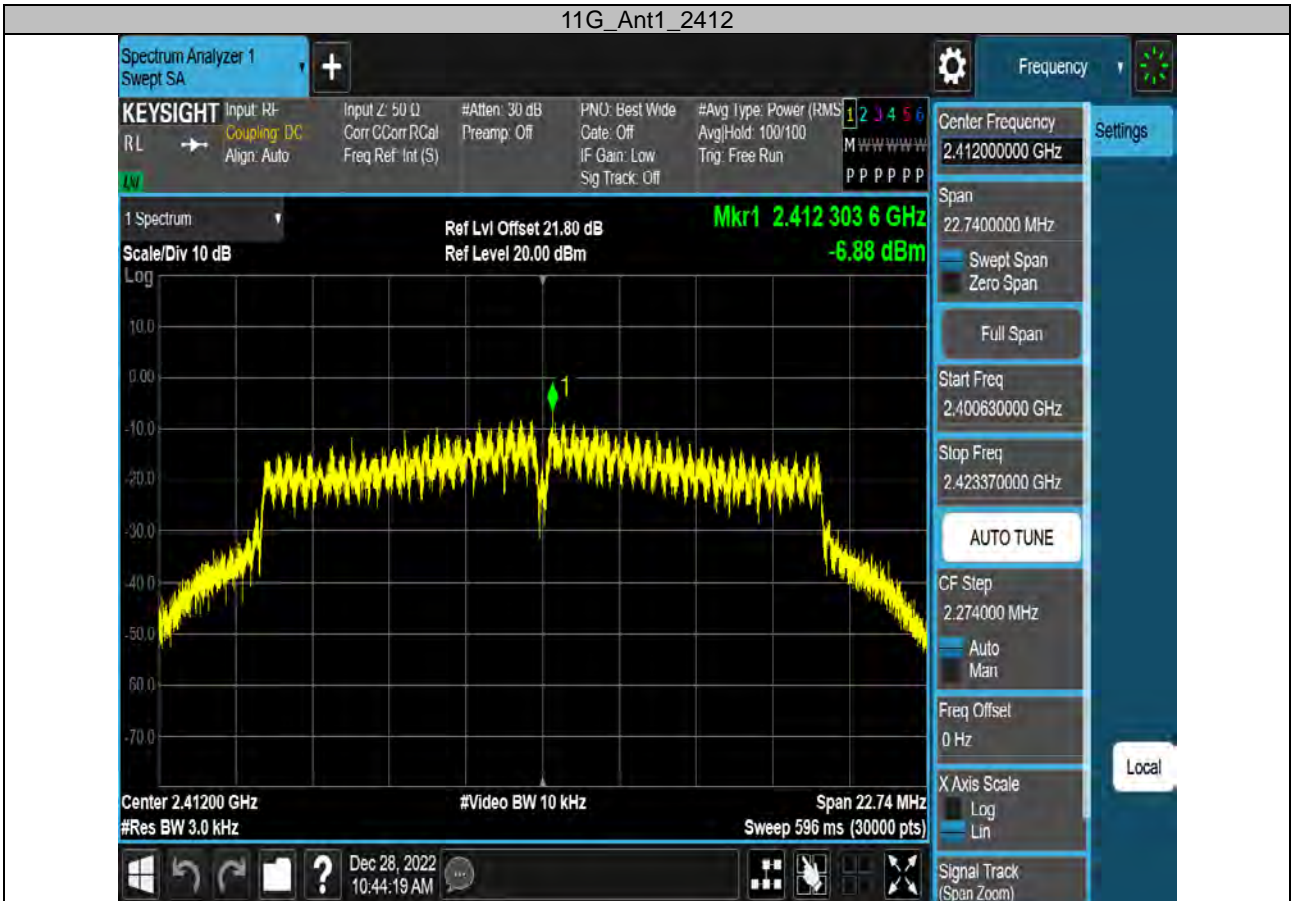 11G_Ant1_2412
Spectrum Analyzer 1
Swept SA
+
Frequency
KEYSIGHT
RL
Input: RF
Coupling: DC
Align: Auto
Input Z: 50 Ω
Corr CCorr RCal
Freq Ref: Int (S)
#Atten: 30 dB
Preamp: Off
PNO: Best Wide
Gate: Off
IF Gain: Low
Sig Track: Off
#Avg Type: Power (RMS
Avg|Hold: 100/100
Trig: Free Run
1 2 3 4 5 6
M W W W W W
P P P P P P
1 Spectrum
Scale/Div 10 dB
Ref Lvl Offset 21.80 dB
Ref Level 20.00 dBm
Mkr1 2.412 303 6 GHz
-6.88 dBm
Log
10.0
0.00
-10.0
-20.0
-30.0
-40.0
-50.0
-60.0
-70.0
1
Center 2.41200 GHz
#Video BW 10 kHz
Span 22.74 MHz
#Res BW 3.0 kHz
Sweep 596 ms (30000 pts)
?
Dec 28, 2022
10:44:19 AM
Center Frequency
2.412000000 GHz
Settings
Span
22.7400000 MHz
Swept Span
Zero Span
Full Span
Start Freq
2.400630000 GHz
Stop Freq
2.423370000 GHz
AUTO TUNE
CF Step
2.274000 MHz
Auto
Man
Freq Offset
0 Hz
X Axis Scale
Log
Lin
Local
Signal Track
(Span Zoom)